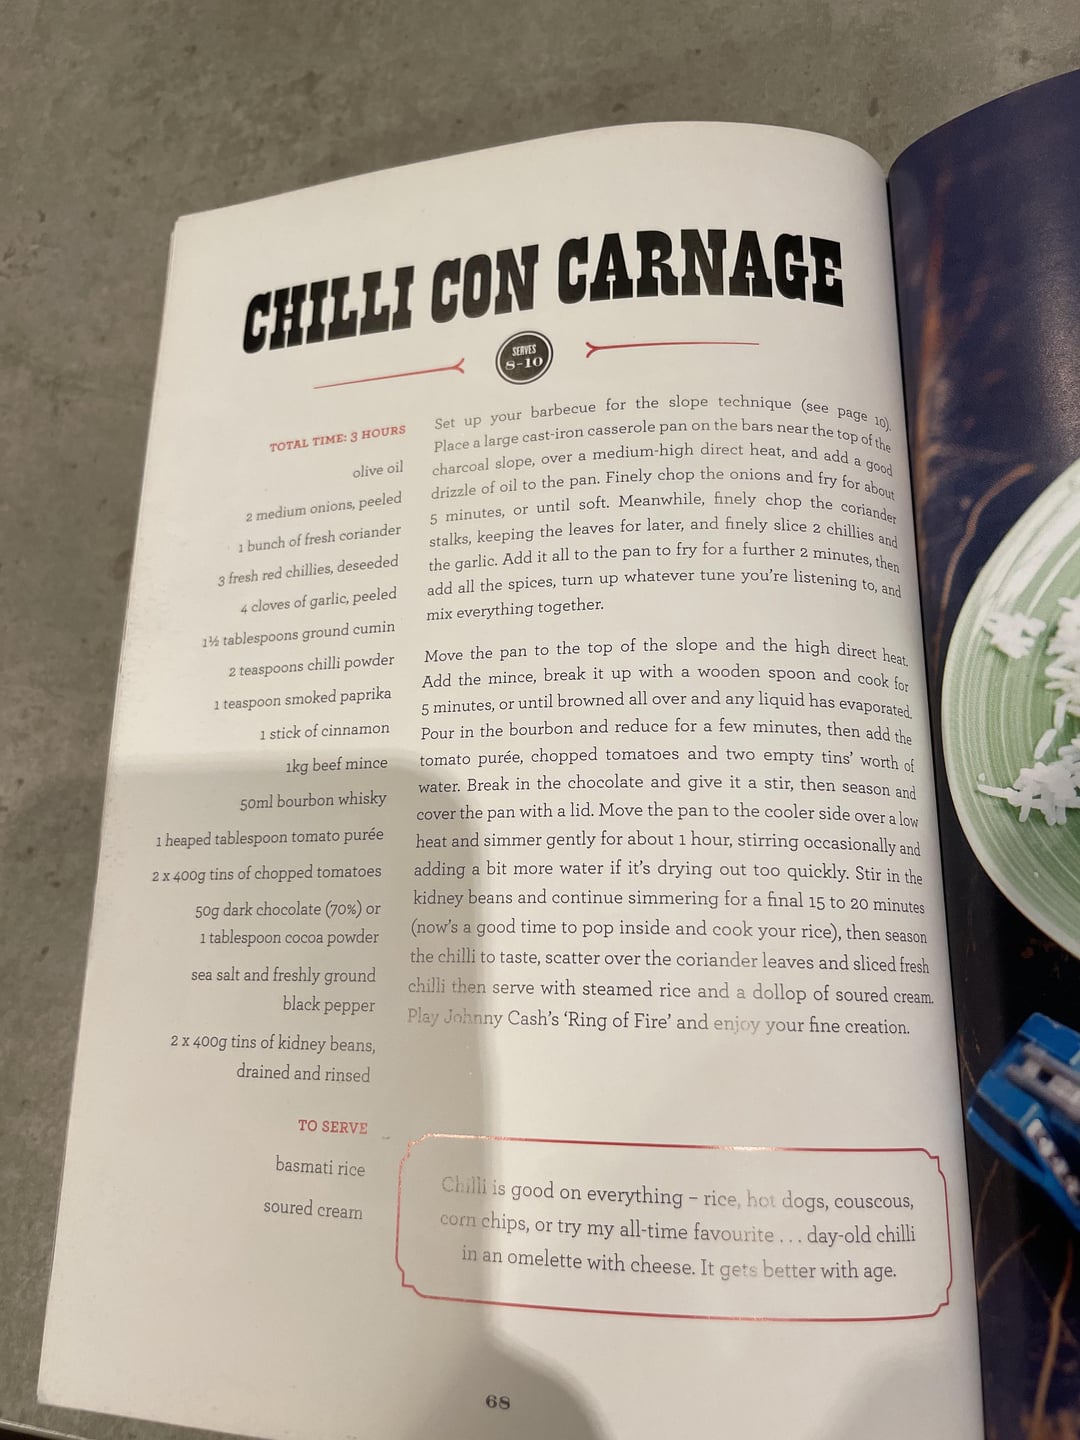 CHILLI CON CARNAGE
SERVES
8-10
TOTAL TIME: 3 HOURS
olive oil
2 medium onions, peeled
1 bunch of fresh coriander
3 fresh red chillies, deseeded
4 cloves of garlic, peeled
1½ tablespoons ground cumin
2 teaspoons chilli powder
1 teaspoon smoked paprika
1 stick of cinnamon
1kg beef mince
50ml bourbon whisky
1 heaped tablespoon tomato purée
2 x 400g tins of chopped tomatoes
50g dark chocolate (70%) or
1 tablespoon cocoa powder
sea salt and freshly ground
black pepper
2 x 400g tins of kidney beans,
drained and rinsed
TO SERVE
basmati rice
soured cream
Set up your barbecue for the slope technique (see page 10).
Place a large cast-iron casserole pan on the bars near the top of the
charcoal slope, over a medium-high direct heat, and add a good
drizzle of oil to the pan. Finely chop the onions and fry for about
5 minutes, or until soft. Meanwhile, finely chop the coriander
stalks, keeping the leaves for later, and finely slice 2 chillies and
the garlic. Add it all to the pan to fry for a further 2 minutes, then
add all the spices, turn up whatever tune you're listening to, and
mix everything together.
Move the pan to the top of the slope and the high direct heat.
Add the mince, break it up with a wooden spoon and cook for
5 minutes, or until browned all over and any liquid has evaporated.
Pour in the bourbon and reduce for a few minutes, then add the
tomato purée, chopped tomatoes and two empty tins' worth of
water. Break in the chocolate and give it a stir, then season and
cover the pan with a lid. Move the pan to the cooler side over a low
heat and simmer gently for about 1 hour, stirring occasionally and
adding a bit more water if it's drying out too quickly. Stir in the
kidney beans and continue simmering for a final 15 to 20 minutes
(now's a good time to pop inside and cook your rice), then season
the chilli to taste, scatter over the coriander leaves and sliced fresh
chilli then serve with steamed rice and a dollop of soured cream.
Play Johnny Cash's 'Ring of Fire' and enjoy your fine creation.
Chilli is good on everything – rice, hot dogs, couscous,
corn chips, or try my all-time favourite ... day-old chilli
in an omelette with cheese. It gets better with age.
68